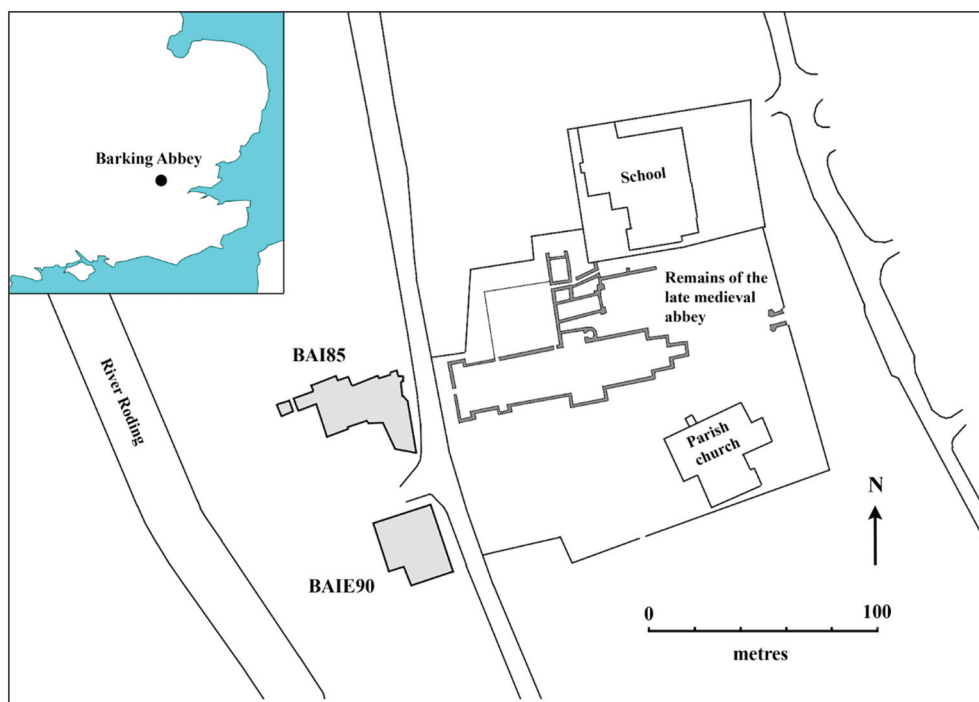 Barking Abbey
School
Remains of the
late medieval
abbey
BAI85
River Roding
Parish
church
N
BAIE90
0 100
metres